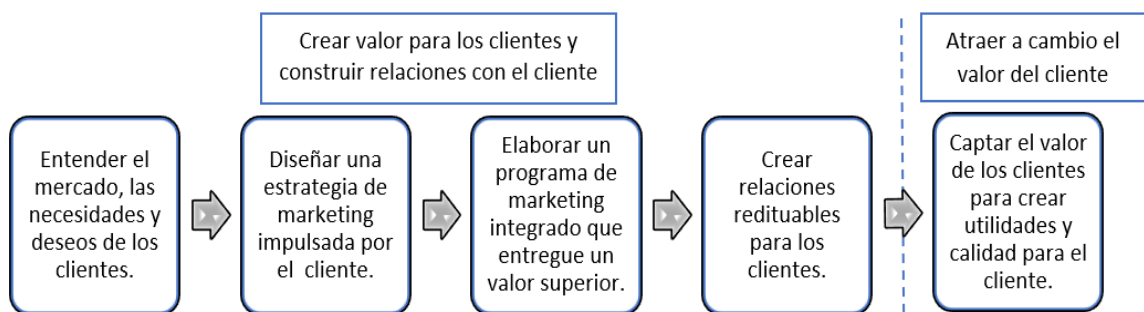 Crear valor para los clientes y
construir relaciones con el cliente
Atraer a cambio el
valor del cliente
Entender el
mercado, las
necesidades y
deseos de los
clientes.
Diseñar una
estrategia de
marketing
impulsada por
el cliente.
Elaborar un
programa de
marketing
integrado que
entregue un
valor superior.
Crear
relaciones
redituables
para los
clientes.
Captar el valor
de los clientes
para crear
utilidades y
calidad para el
cliente.